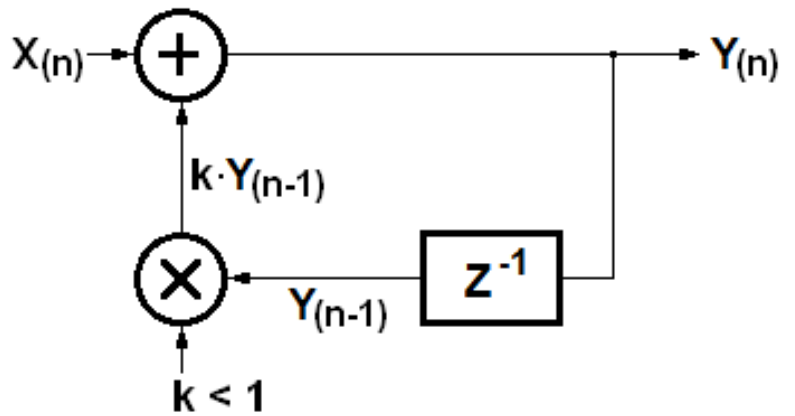 X(n)
+
Y(n)
k·Y(n-1)
×
Y(n-1)
Z-1
k < 1